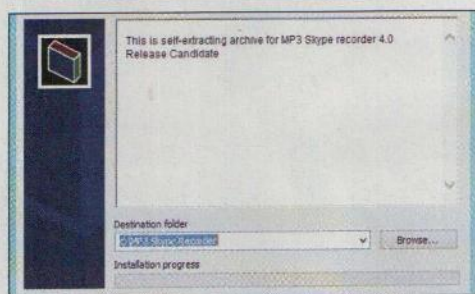 This is self-extracting archive for MP3 Skype recorder 4.0
Release Candidate
Destination folder
Browse...
Installation progress